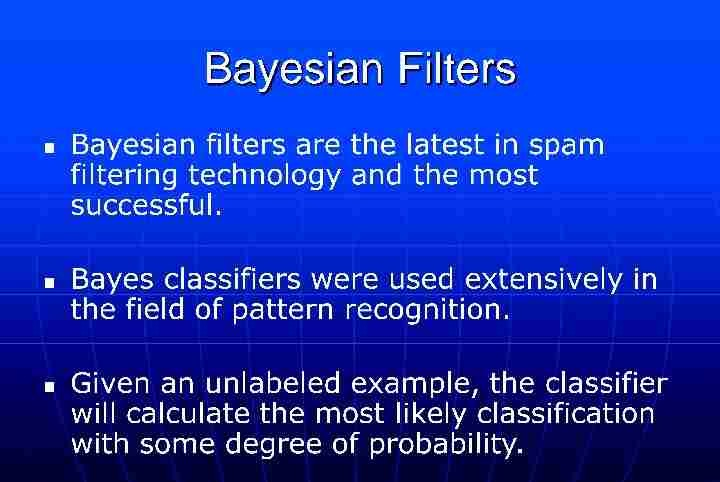 Bayesian Filters
Bayesian filters are the latest in spam
filtering technology and the most
successful.
Bayes classifiers were used extensively in
the field of pattern recognition.
Given an unlabeled example, the classifier
will calculate the most likely classification
with some degree of probability.